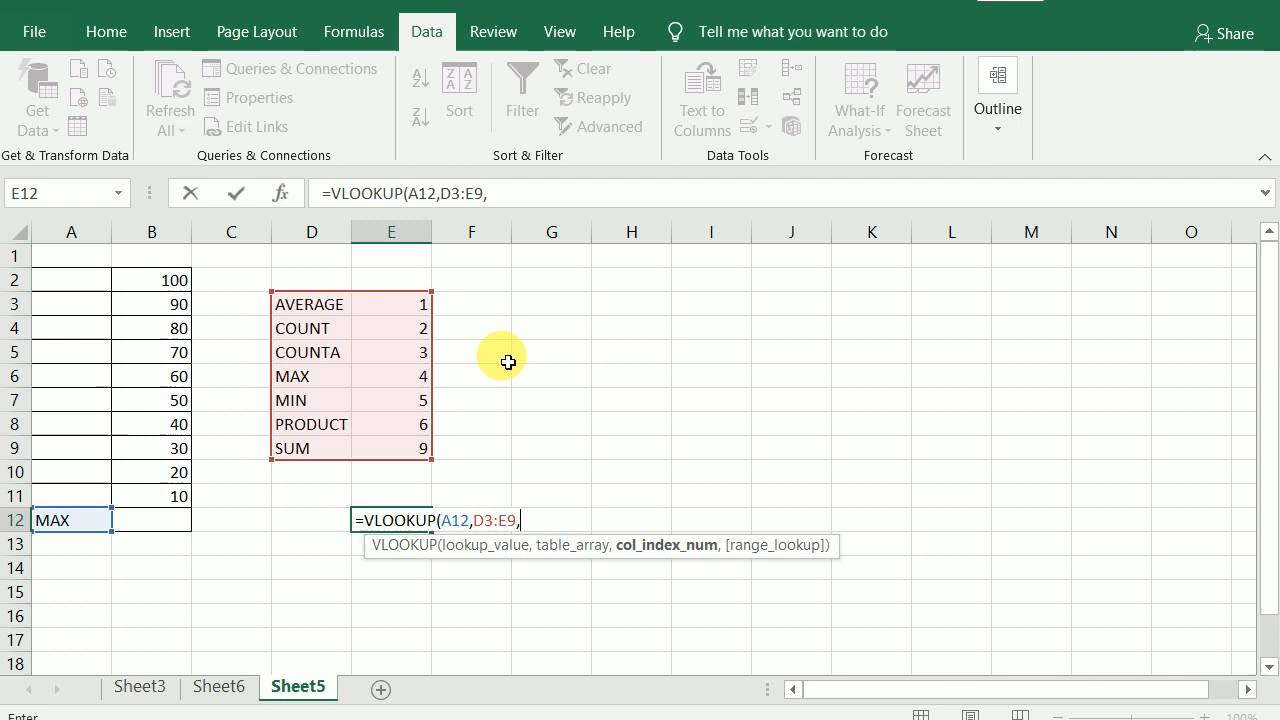 File Home Insert Page Layout Formulas Data Review View Help Tell me what you want to do Share
Get Data Refresh All Queries & Connections Properties Edit Links Sort Filter Clear Reapply Advanced Text to Columns What-If Analysis Forecast Sheet Outline
Get & Transform Data Queries & Connections Sort & Filter Data Tools Forecast
E12 fx =VLOOKUP(A12,D3:E9,
A B C D E F G H I J K L M N O
1
2 100
3 90 AVERAGE 1
4 80 COUNT 2
5 70 COUNTA 3
6 60 MAX 4
7 50 MIN 5
8 40 PRODUCT 6
9 30 SUM 9
10 20
11 10
12 MAX =VLOOKUP(A12,D3:E9,
13 VLOOKUP(lookup_value, table_array, col_index_num, [range_lookup])
14
15
16
17
18
Sheet3 Sheet6 Sheet5
Enter 100%